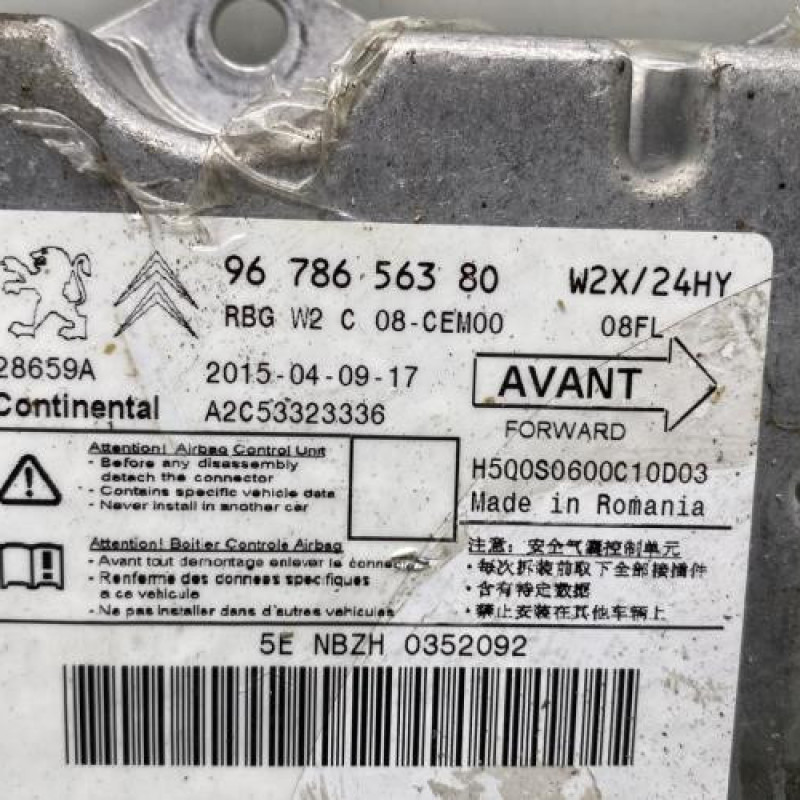 96 786 563 80
W2X/24HY
RBG W2 C 08-CEM00
08FL
28659A
2015-04-09-17
AVANT
Continental
A2C53323336
FORWARD
Attention! Airbag Control Unit
- Before any disassembly
detach the connector
- Contains specific vehicle data
- Never install in another car
H5Q0S0600C10D03
Made in Romania
Attention! Boitier Controle Airbag
- Avant tout demontage enlever le
- Renferme des donnees specifiques
a ce vehicule
- Ne pas installer dans d'autres vehicules
注意: 安全气囊控制单元
• 每次拆装前取下全部接插件
• 含有特定数据
• 禁止安装在其他车辆上
5E NBZH 0352092